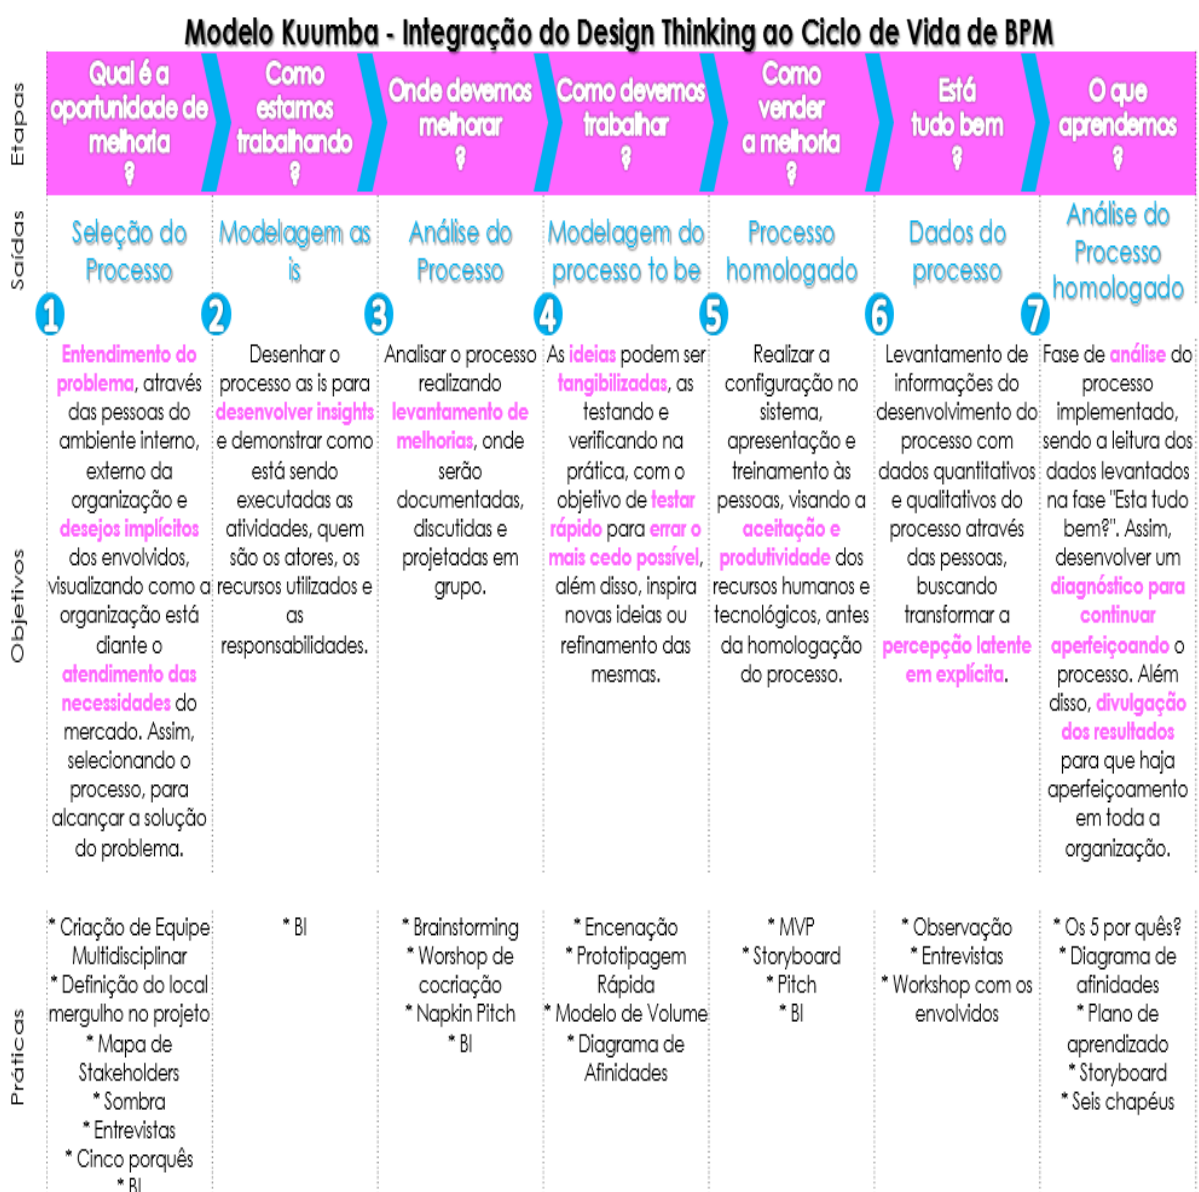 Modelo Kuumba - Integração do Design Thinking ao Ciclo de Vida de BPM
Etapas
Qual é a
oportunidade de
melhoria
?
Como
estamos
trabalhando
?
Onde devemos
melhorar
?
Como devemos
trabalhar
?
Como
vender
a melhoria
?
Está
tudo bem
?
O que
aprendemos
?
Saídas
Seleção do
Processo
Modelagem as
is
Análise do
Processo
Modelagem do
processo to be
Processo
homologado
Dados do
processo
Análise do
Processo
homologado
1
2
3
4
5
6
7
Objetivos
Entendimento do
problema, através
das pessoas do
ambiente interno,
externo da
organização e
desejos implícitos
dos envolvidos,
visualizando como a
organização está
diante o
atendimento das
necessidades do
mercado. Assim,
selecionando o
processo, para
alcançar a solução
do problema.
Desenhar o
processo as is para
desenvolver insights
e demonstrar como
está sendo
executadas as
atividades, quem
são os atores, os
recursos utilizados e
as
responsabilidades.
Analisar o processo
realizando
levantamento de
melhorias, onde
serão
documentadas,
discutidas e
projetadas em
grupo.
As ideias podem ser
tangibilizadas, as
testando e
verificando na
prática, com o
objetivo de testar
rápido para errar o
mais cedo possível,
além disso, inspira
novas ideias ou
refinamento das
mesmas.
Realizar a
configuração no
sistema,
apresentação e
treinamento às
pessoas, visando a
aceitação e
produtividade dos
recursos humanos e
tecnológicos, antes
da homologação
do processo.
Levantamento de
informações do
desenvolvimento do
processo com
dados quantitativos
e qualitativos do
processo através
das pessoas,
buscando
transformar a
percepção latente
em explícita.
Fase de análise do
processo
implementado,
sendo a leitura dos
dados levantados
na fase "Esta tudo
bem?". Assim,
desenvolver um
diagnóstico para
continuar
aperfeiçoando o
processo. Além
disso, divulgação
dos resultados
para que haja
aperfeiçoamento
em toda a
organização.
Práticas
* Criação de Equipe
Multidisciplinar
* Definição do local
mergulho no projeto
* Mapa de
Stakeholders
* Sombra
* Entrevistas
* Cinco porquês
* BI
* BI
* Brainstorming
* Worshop de
cocriação
* Napkin Pitch
* BI
* Encenação
* Prototipagem
Rápida
* Modelo de Volume
* Diagrama de
Afinidades
* MVP
* Storyboard
* Pitch
* BI
* Observação
* Entrevistas
* Workshop com os
envolvidos
* Os 5 por quês?
* Diagrama de
afinidades
* Plano de
aprendizado
* Storyboard
* Seis chapéus